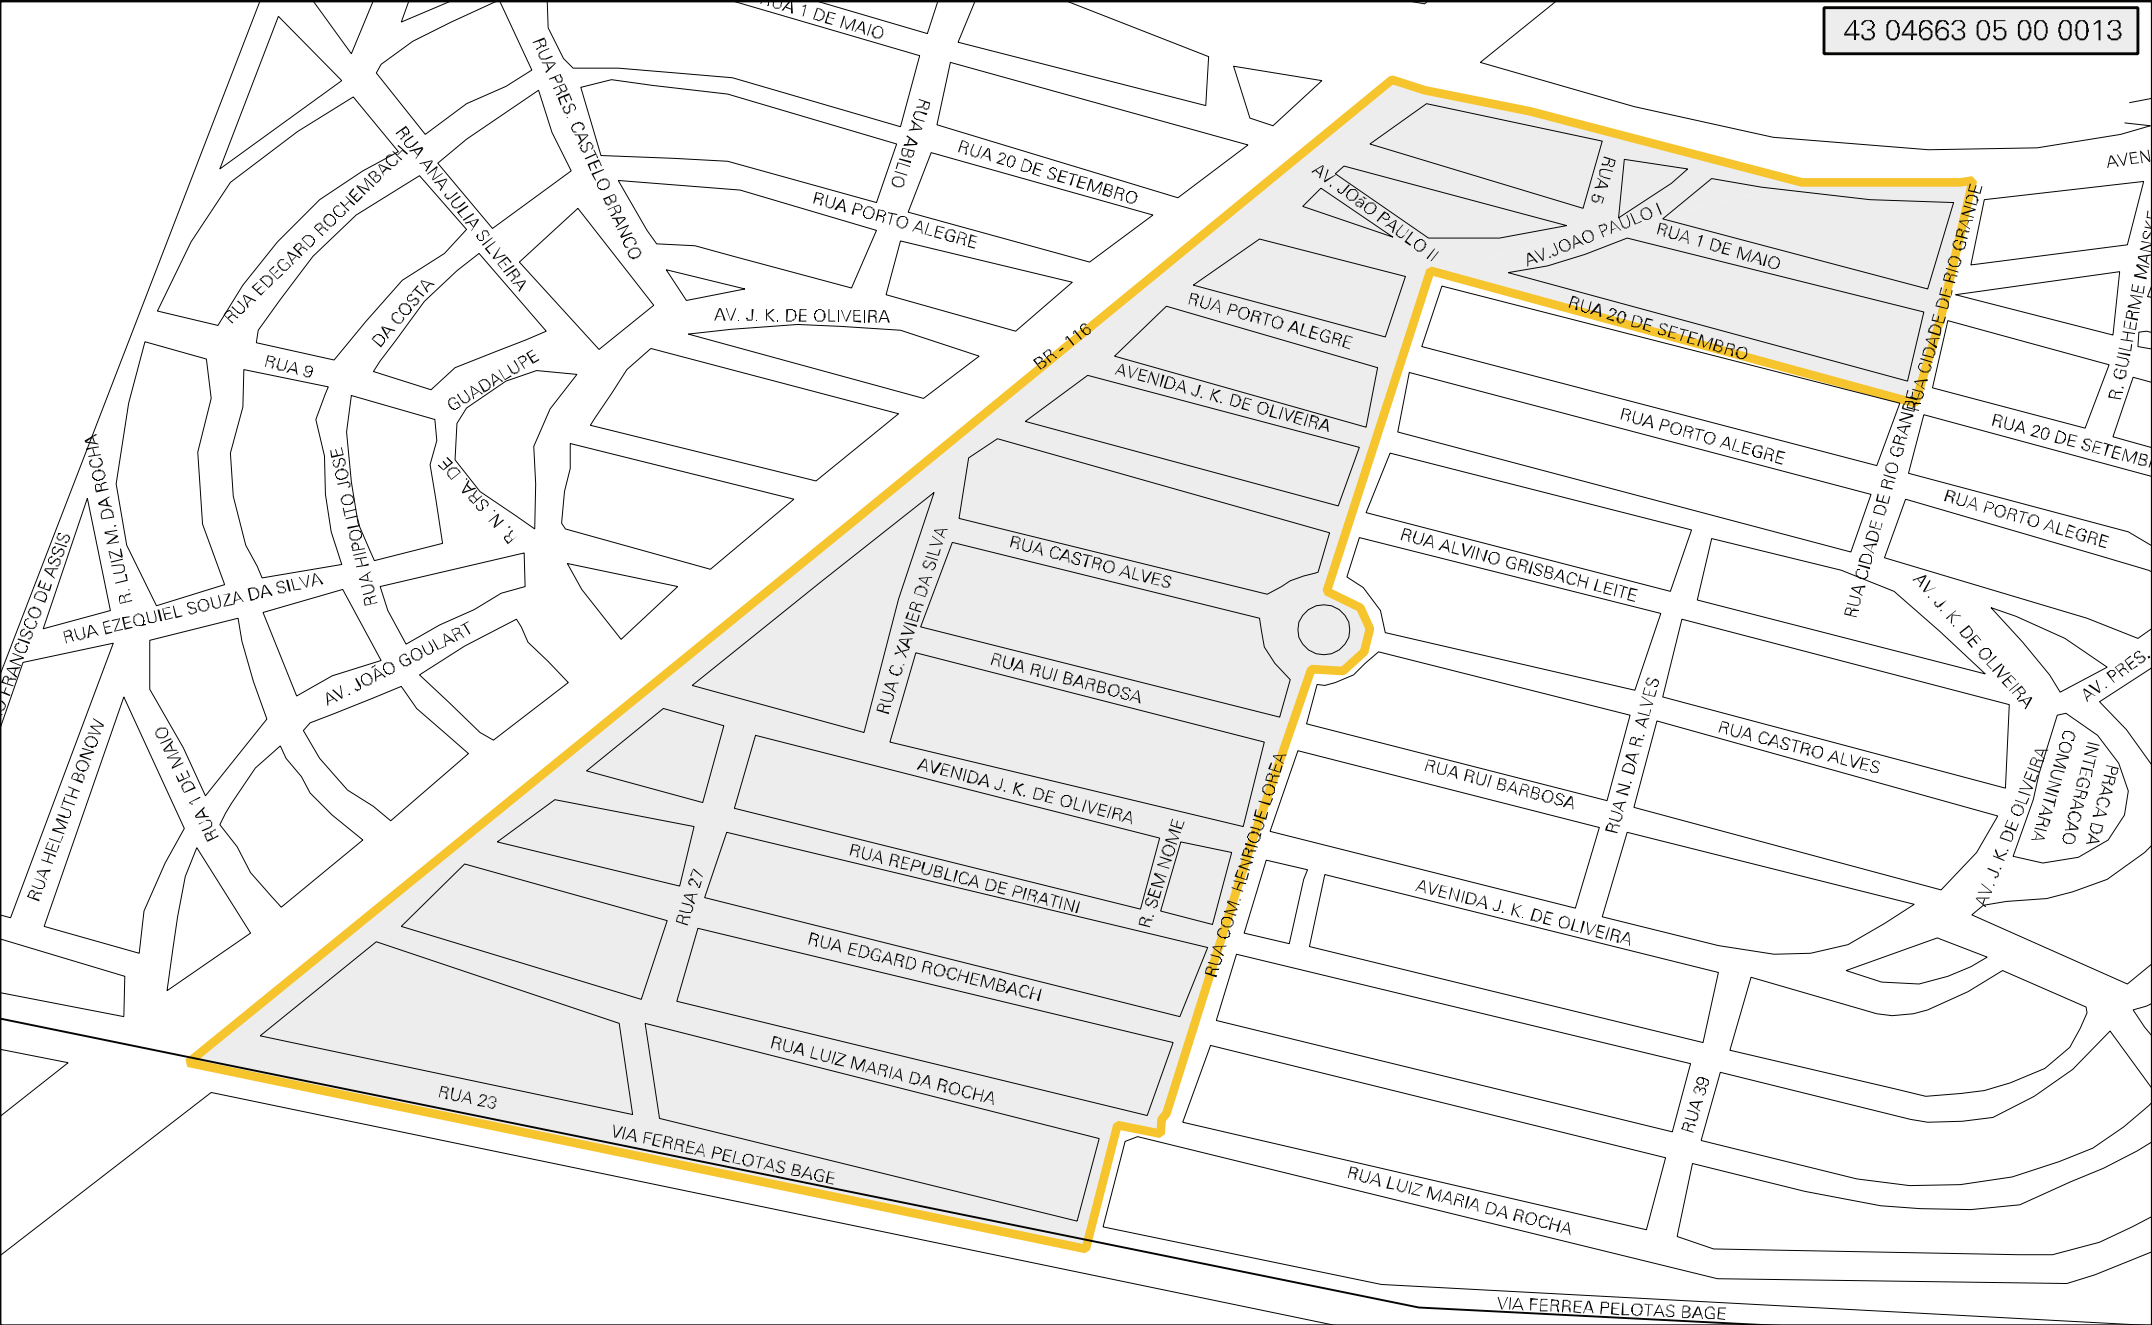 RUA 1 DE MAIO
43 04663 05 00 0013
RUA PRES. CASTELO BRANCO
RUA ABILIO
RUA 20 DE SETEMBRO
RUA PORTO ALEGRE
RUA ANA JULIA SILVEIRA
RUA EDEGARD ROCHEMBACH
DA COSTA
AV. J. K. DE OLIVEIRA
GUADALUPE
RUA 9
R. N. SRA. DE
BR - 116
R. LUIZ M. DA ROCHA
RUA HIPOLITO JOSE
FRANCISCO DE ASSIS
RUA EZEQUIEL SOUZA DA SILVA
AV. JOÃO GOULART
RUA HELMUTH BONOW
RUA 1 DE MAIO
AV. JOãO PAULO II
RUA 5
AV.JOAO PAULO I
RUA 1 DE MAIO
RUA 20 DE SETEMBRO
RUA CIDADE DE RIO GRANDE
AVEN
R. GUILHERME MANSKE
RUA PORTO ALEGRE
AVENIDA J. K. DE OLIVEIRA
RUA PORTO ALEGRE
RUA 20 DE SETEMB
RUA CIDADE DE RIO GRANDE
RUA PORTO ALEGRE
RUA CASTRO ALVES
RUA ALVINO GRISBACH LEITE
RUA C. XAVIER DA SILVA
RUA RUI BARBOSA
AV. J. K. DE OLIVEIRA
AV. PRES.
RUA N. DA R. ALVES
RUA CASTRO ALVES
RUA RUI BARBOSA
AVENIDA J. K. DE OLIVEIRA
RUA COM. HENRIQUE LOREA
AV. J. K. DE OLIVEIRA
PRACA DA
INTEGRACAO
COMUNITARIA
R. SEM NOME
RUA REPUBLICA DE PIRATINI
RUA 27
AVENIDA J. K. DE OLIVEIRA
RUA EDGARD ROCHEMBACH
RUA LUIZ MARIA DA ROCHA
RUA 39
RUA 23
VIA FERREA PELOTAS BAGE
RUA LUIZ MARIA DA ROCHA
VIA FERREA PELOTAS BAGE